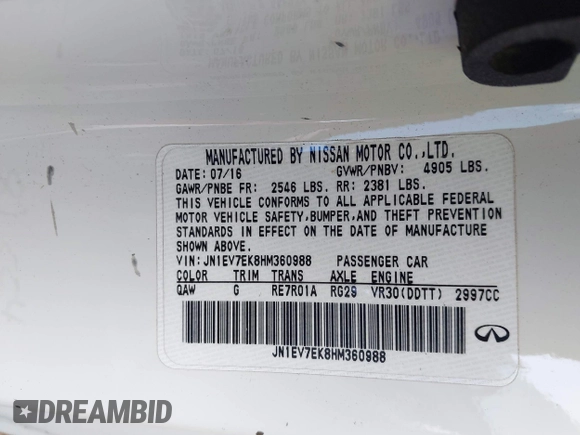 MANUFACTURED BY NISSAN MOTOR CO.,LTD.
DATE: 07/16 GVWR/PNBV: 4905 LBS.
GAWR/PNBE FR: 2546 LBS. RR: 2381 LBS.
THIS VEHICLE CONFORMS TO ALL APPLICABLE FEDERAL
MOTOR VEHICLE SAFETY,BUMPER,AND THEFT PREVENTION
STANDARDS IN EFFECT ON THE DATE OF MANUFACTURE
SHOWN ABOVE.
VIN:JN1EV7EK8HM360988 PASSENGER CAR
COLOR TRIM TRANS AXLE ENGINE
QAW G RE7R01A RG29 VR30(DDTT) 2997CC
JN1EV7EK8HM360988
DREAMBID